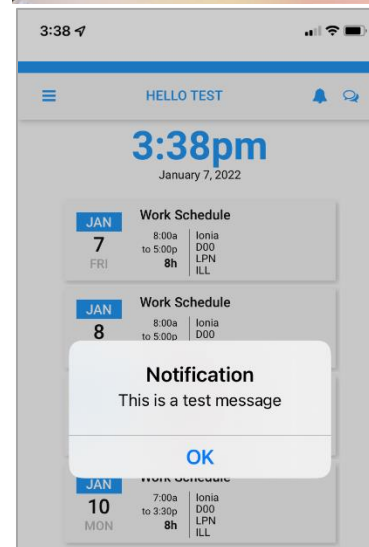 3:38
HELLO TEST
3:38pm
January 7, 2022
JAN
7
FRI
Work Schedule
8:00a
to 5:00p
8h
Ionia
D00
LPN
ILL
JAN
8
Work Schedule
8:00a
to 5:00p
Ionia
D00
Notification
This is a test message
OK
JAN
10
MON
Work Schedule
7:00a
to 3:30p
8h
Ionia
D00
LPN
ILL